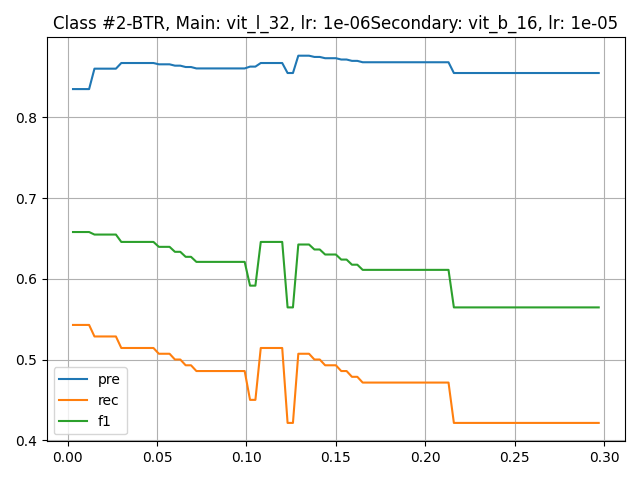 Class #2-BTR, Main: vit_l_32, lr: 1e-06Secondary: vit_b_16, lr: 1e-05
0.8
0.7
0.6
0.5
0.4
pre
rec
f1
0.00 0.05 0.10 0.15 0.20 0.25 0.30